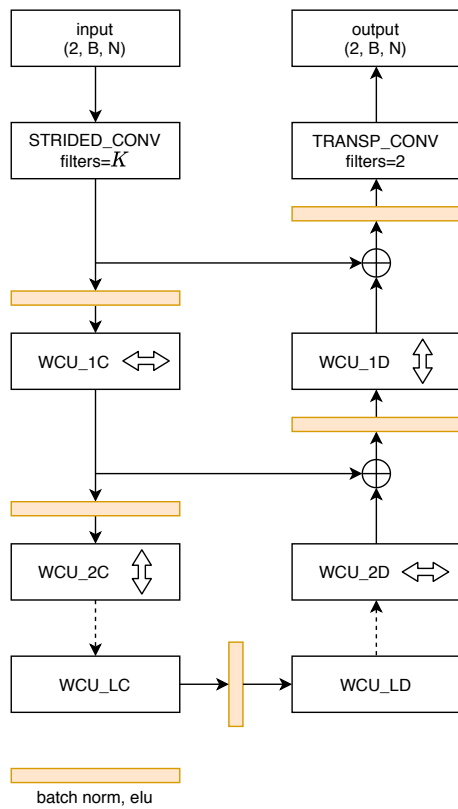 input
(2, B, N)
output
(2, B, N)
STRIDED_CONV
filters=K
TRANSP_CONV
filters=2
WCU_1C
WCU_1D
WCU_2C
WCU_2D
WCU_LC
WCU_LD
batch norm, elu